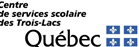 Centre
de services scolaire
des Trois-Lacs
Québec